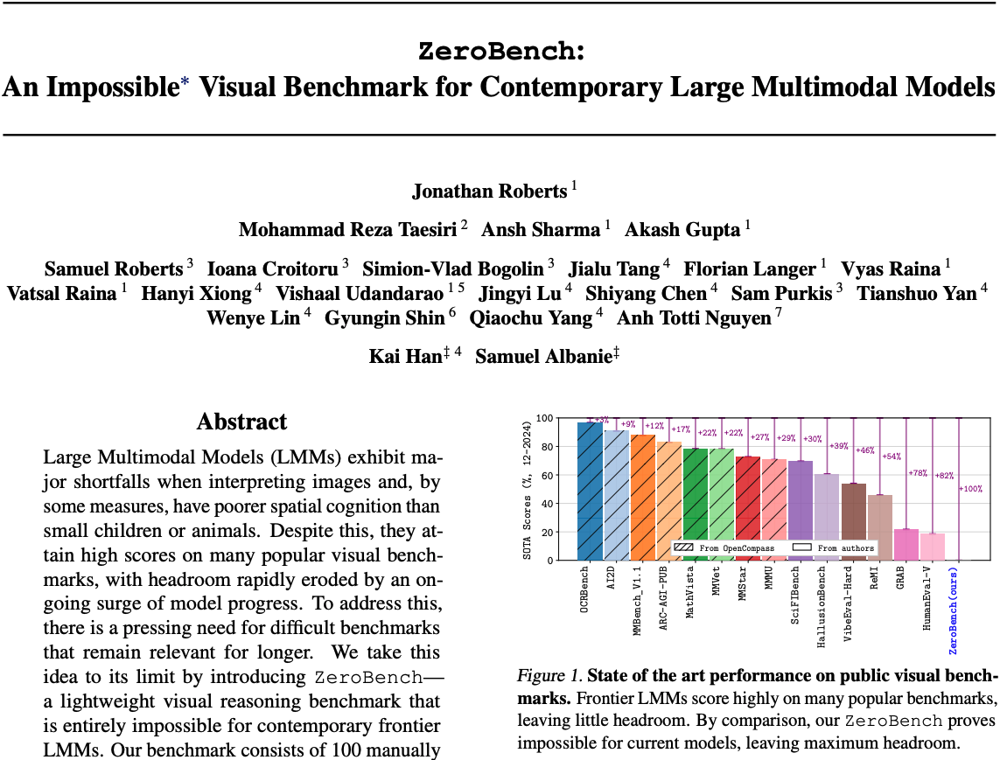 ZeroBench:
An Impossible* Visual Benchmark for Contemporary Large Multimodal Models
Jonathan Roberts 1
Mohammad Reza Taesiri 2 Ansh Sharma 1 Akash Gupta 1
Samuel Roberts 3 Ioana Croitoru 3 Simion-Vlad Bogolin 3 Jialu Tang 4 Florian Langer 1 Vyas Raina 1
Vatsal Raina 1 Hanyi Xiong 4 Vishaal Udandarao 1 5 Jingyi Lu 4 Shiyang Chen 4 Sam Purkis 3 Tianshuo Yan 4
Wenye Lin 4 Gyungin Shin 6 Qiaochu Yang 4 Anh Totti Nguyen 7
Kai Han‡ 4 Samuel Albanie‡
Abstract
Large Multimodal Models (LMMs) exhibit ma-
jor shortfalls when interpreting images and, by
some measures, have poorer spatial cognition than
small children or animals. Despite this, they at-
tain high scores on many popular visual bench-
marks, with headroom rapidly eroded by an on-
going surge of model progress. To address this,
there is a pressing need for difficult benchmarks
that remain relevant for longer. We take this
idea to its limit by introducing ZeroBench—
a lightweight visual reasoning benchmark that
is entirely impossible for contemporary frontier
LMMs. Our benchmark consists of 100 manually
SOTA Scores (%, 12-2024)
100
80
60
40
20
0
+3%
+9%
+12%
+17%
+22%
+22%
+27%
+29%
+30%
+39%
+46%
+54%
+78%
+82%
+100%
From OpenCompass
From authors
OCRBench
AI2D
MMBench_V1.1
ARC-AGI-PUB
MathVista
MMVet
MMStar
MMMU
SciFIBench
HallusionBench
VibeEval-Hard
ReMI
GRAB
HumanEval-V
ZeroBench(ours)
Figure 1. State of the art performance on public visual bench-
marks. Frontier LMMs score highly on many popular benchmarks,
leaving little headroom. By comparison, our ZeroBench proves
impossible for current models, leaving maximum headroom.